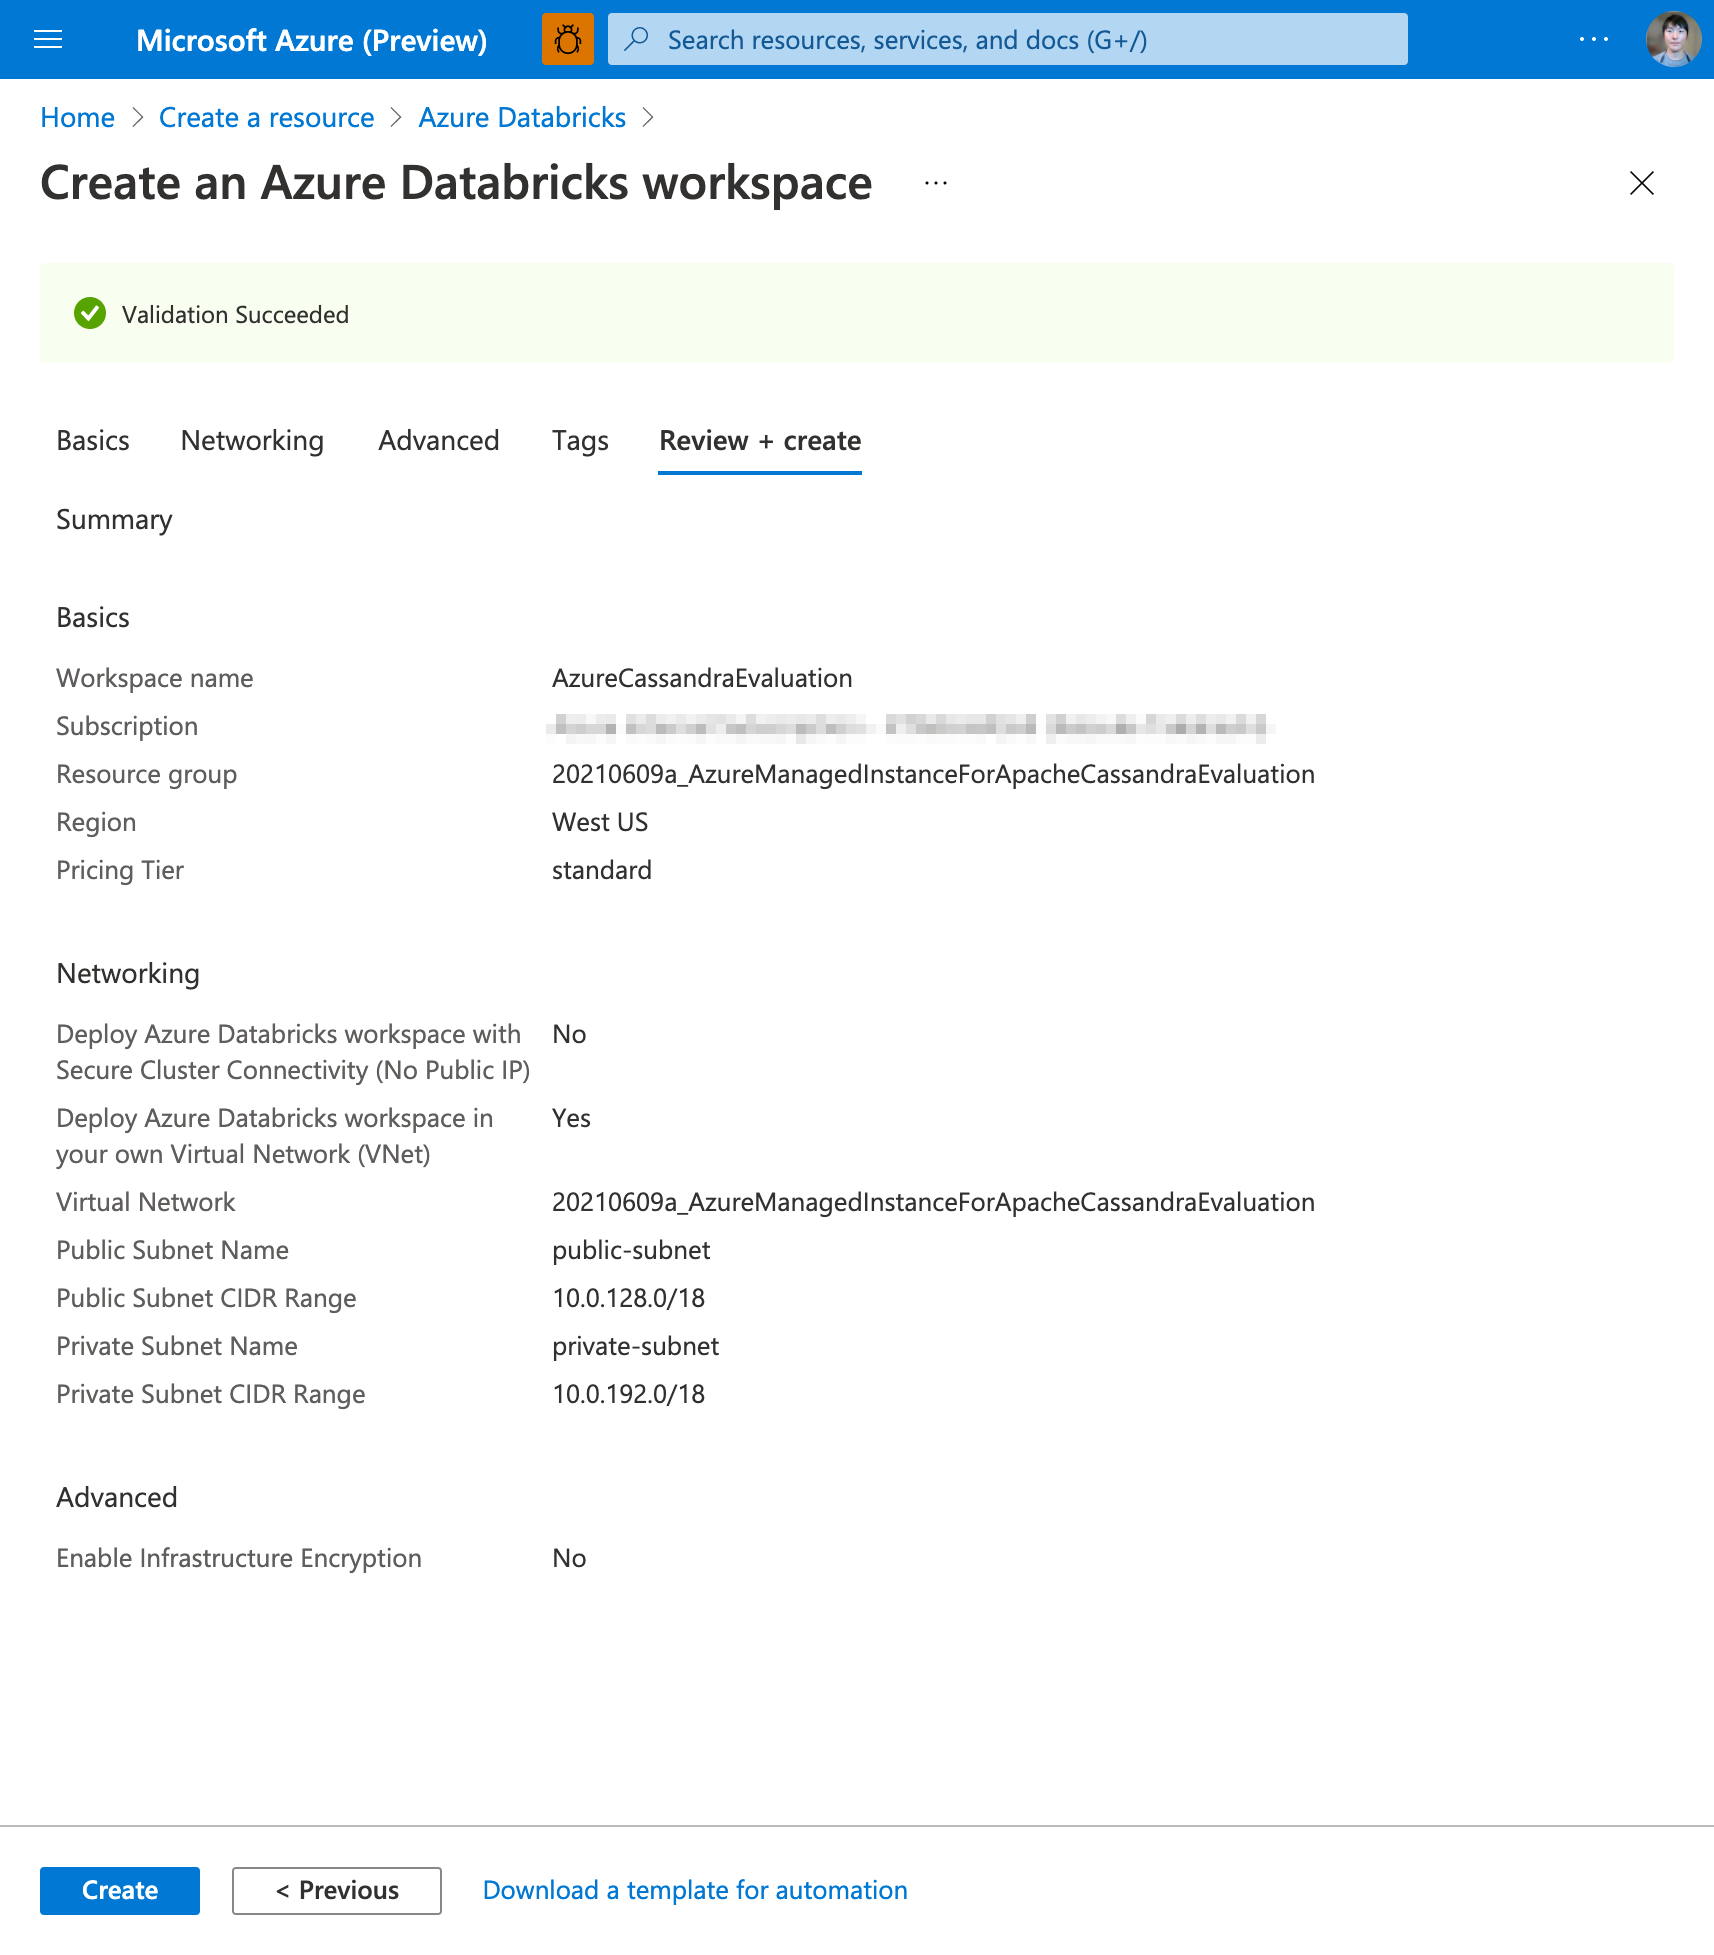 Microsoft Azure (Preview)
Search resources, services, and docs (G+/)
Home > Create a resource > Azure Databricks >
Create an Azure Databricks workspace ...
Validation Succeeded
Basics Networking Advanced Tags Review + create
Summary
Basics
Workspace name AzureCassandraEvaluation
Subscription
Resource group 20210609a_AzureManagedInstanceForApacheCassandraEvaluation
Region West US
Pricing Tier standard
Networking
Deploy Azure Databricks workspace with No
Secure Cluster Connectivity (No Public IP)
Deploy Azure Databricks workspace in Yes
your own Virtual Network (VNet)
Virtual Network 20210609a_AzureManagedInstanceForApacheCassandraEvaluation
Public Subnet Name public-subnet
Public Subnet CIDR Range 10.0.128.0/18
Private Subnet Name private-subnet
Private Subnet CIDR Range 10.0.192.0/18
Advanced
Enable Infrastructure Encryption No
Create < Previous Download a template for automation